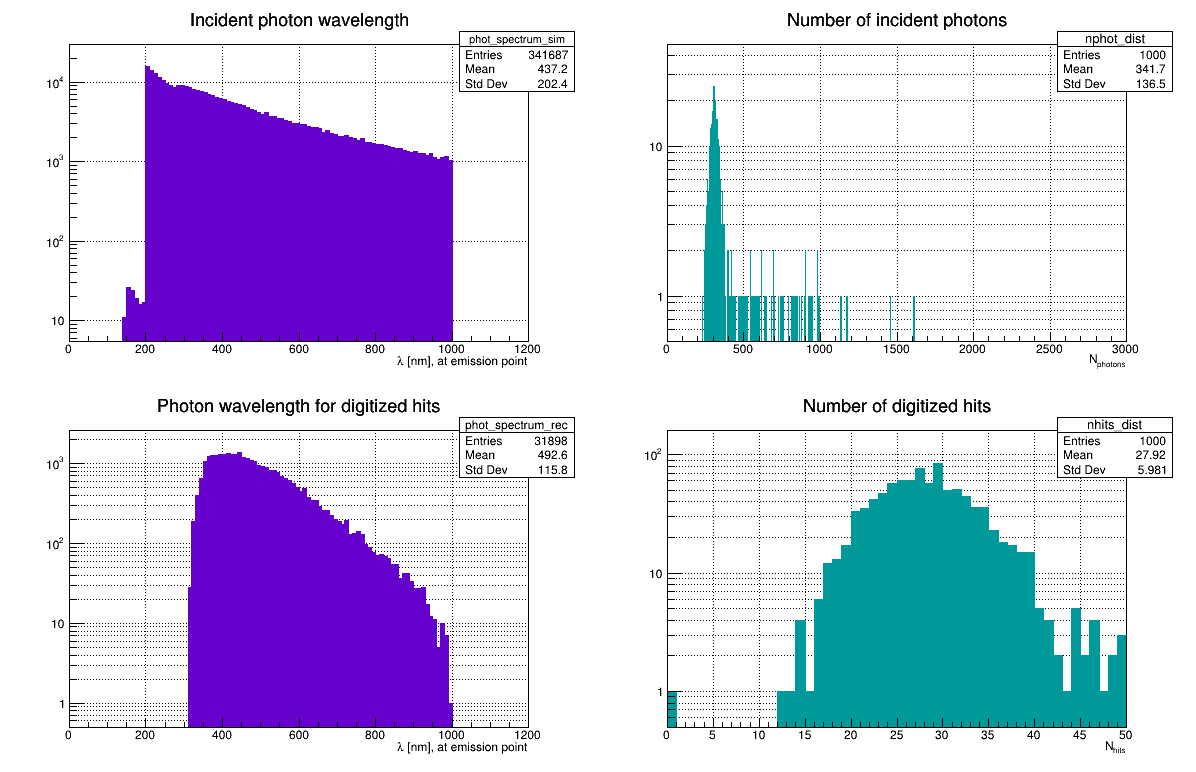 Incident photon wavelength
phot_spectrum_sim
Entries 341687
Mean 437.2
Std Dev 202.4
10^4
10^3
10^2
10
0 200 400 600 800 1000 1200
λ [nm], at emission point
Number of incident photons
nphot_dist
Entries 1000
Mean 341.7
Std Dev 136.5
10
1
0 500 1000 1500 2000 2500 3000
N_photons
Photon wavelength for digitized hits
phot_spectrum_rec
Entries 31898
Mean 492.6
Std Dev 115.8
10^3
10^2
10
1
0 200 400 600 800 1000 1200
λ [nm], at emission point
Number of digitized hits
nhits_dist
Entries 1000
Mean 27.92
Std Dev 5.981
10^2
10
1
0 5 10 15 20 25 30 35 40 45 50
N_hits